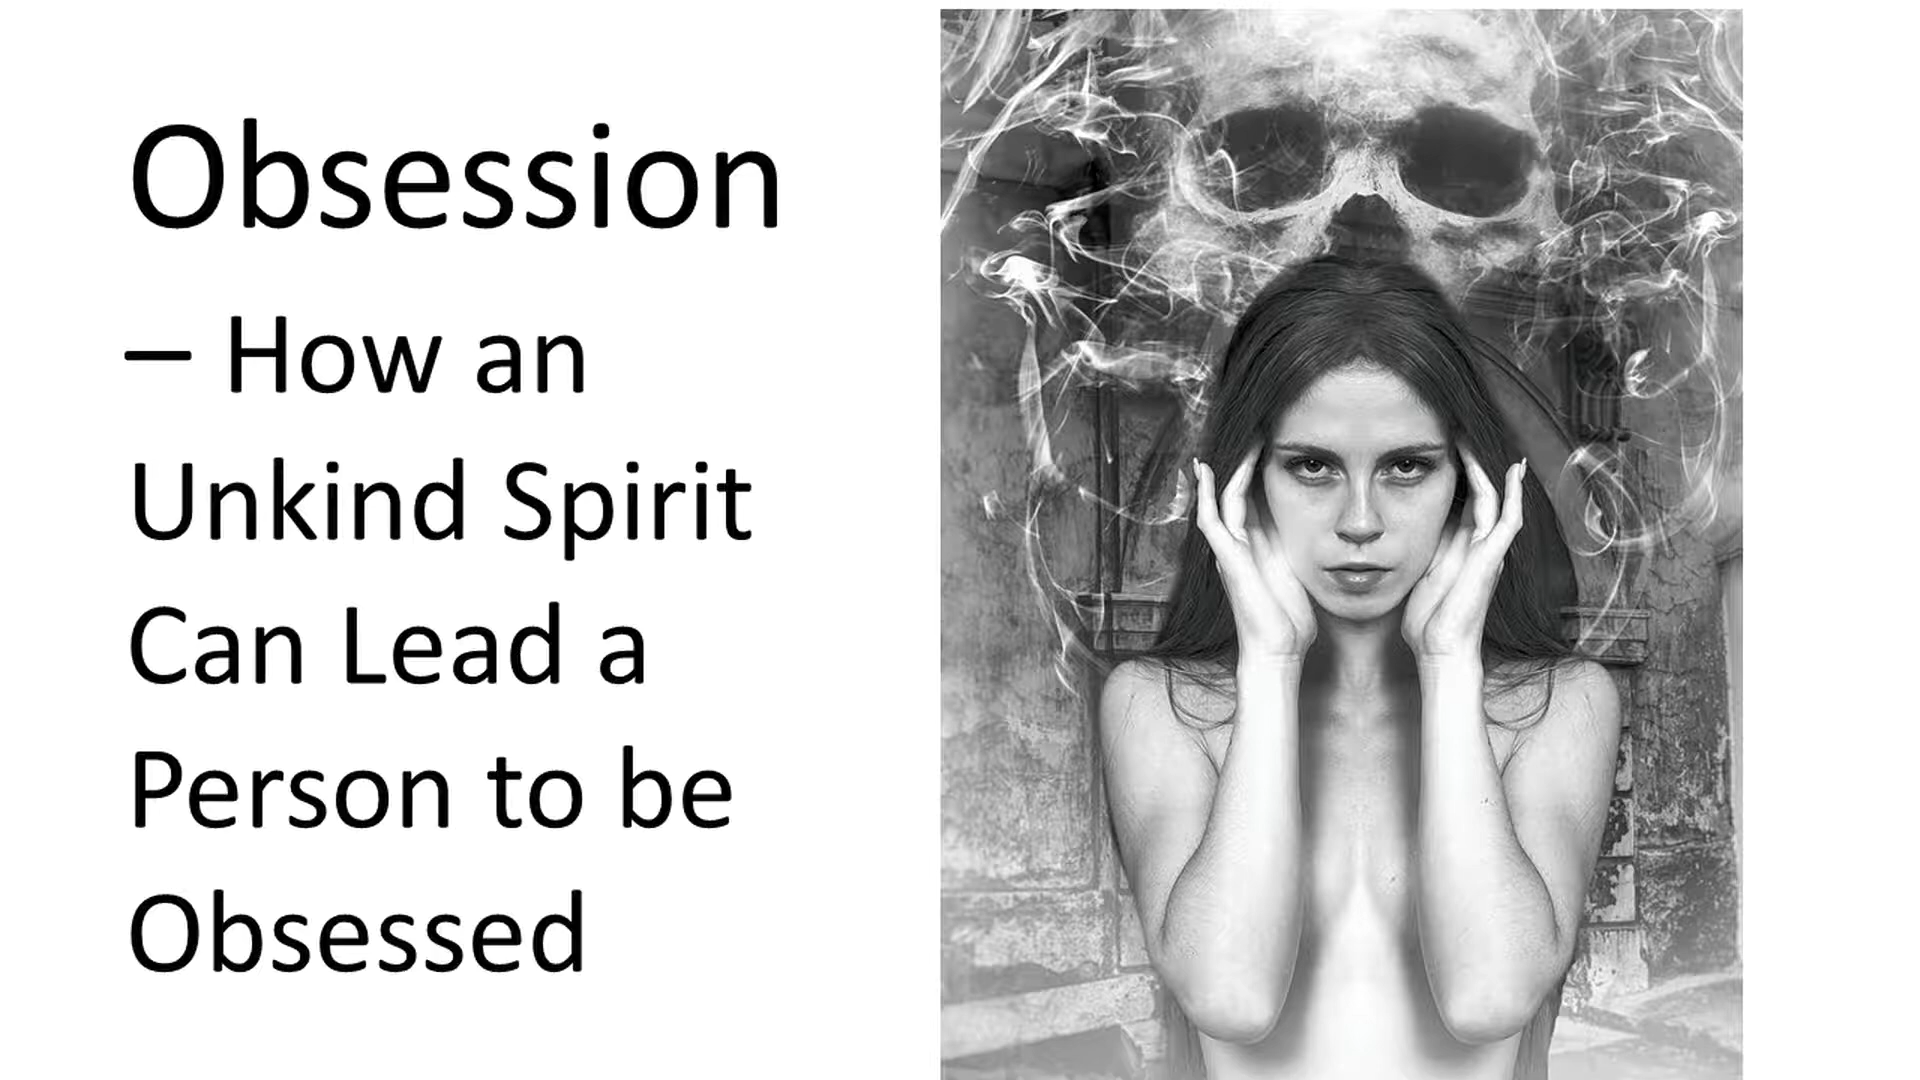 Obsession
– How an
Unkind Spirit
Can Lead a
Person to be
Obsessed